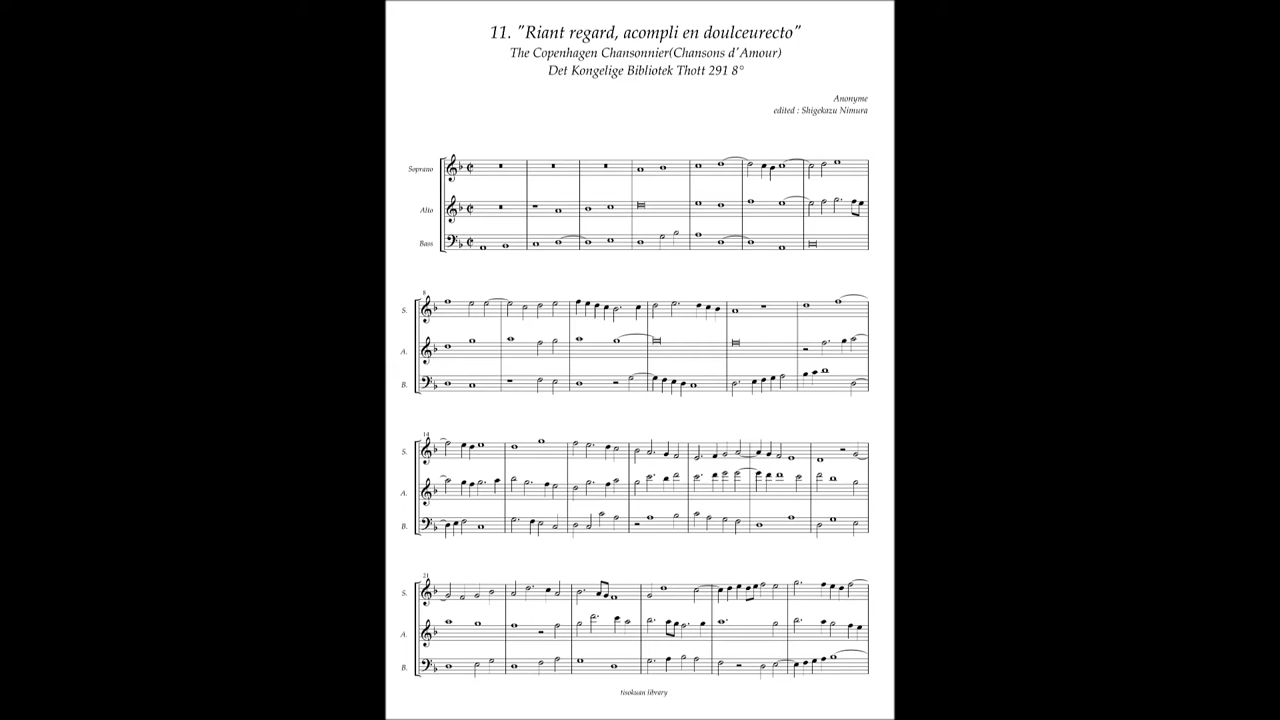 11. "Riant regard, acompli en doulceurecto"
The Copenhagen Chansonnier(Chansons d'Amour)
Det Kongelige Bibliotek Thott 291 8°
Anonyme
edited : Shigekazu Nimura
Soprano
Alto
Bass
8
S.
A.
B.
14
S.
A.
B.
21
S.
A.
B.
tisokuan library